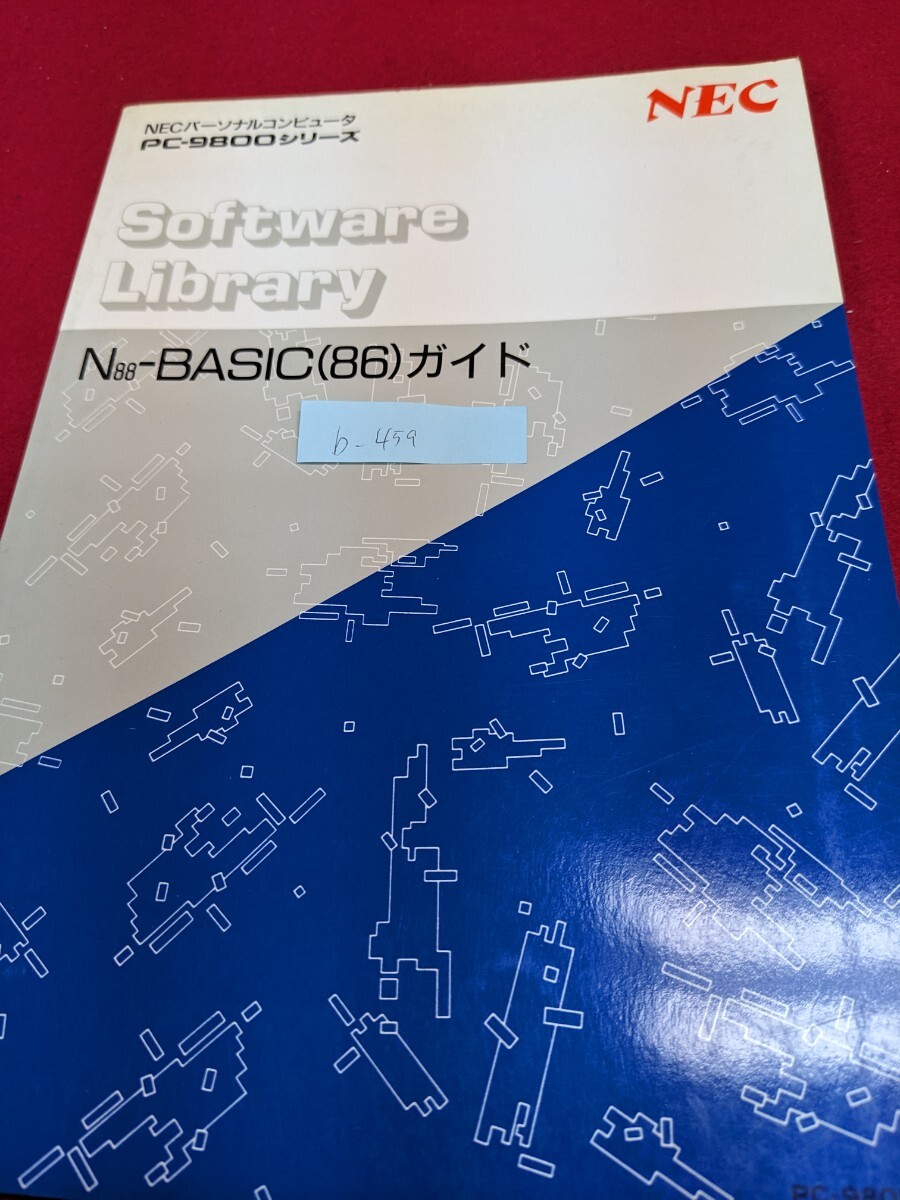 NECパーソナルコンピュータ
PC-9800シリーズ
NEC
Software
Library
N88-BASIC(86)ガイド
b-459